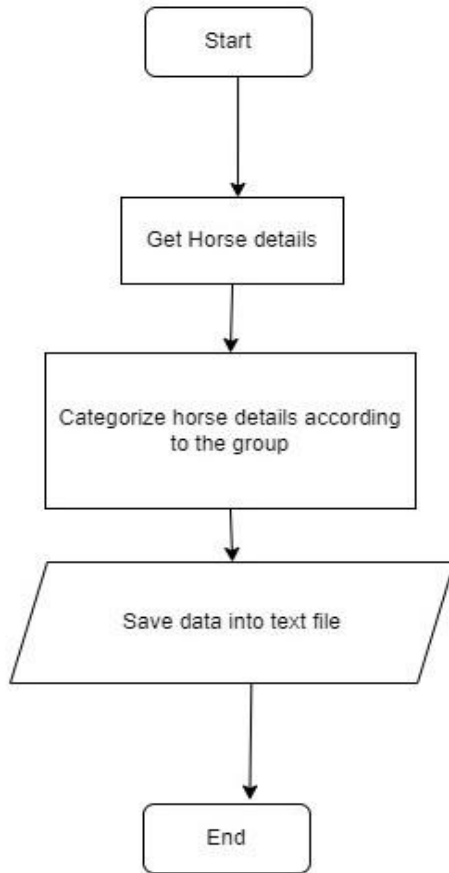 Start
Get Horse details
Categorize horse details according
to the group
Save data into text file
End